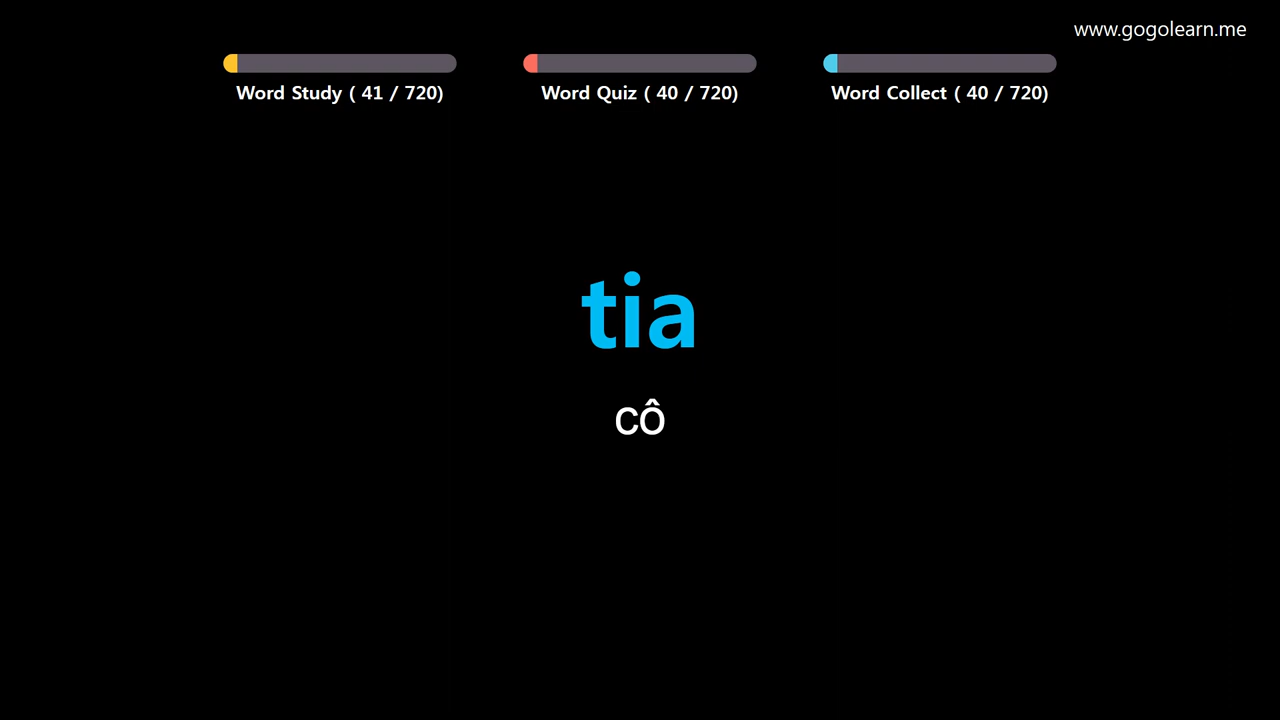 www.gogolearn.me
Word Study ( 41 / 720)
Word Quiz ( 40 / 720)
Word Collect ( 40 / 720)
tia
cô